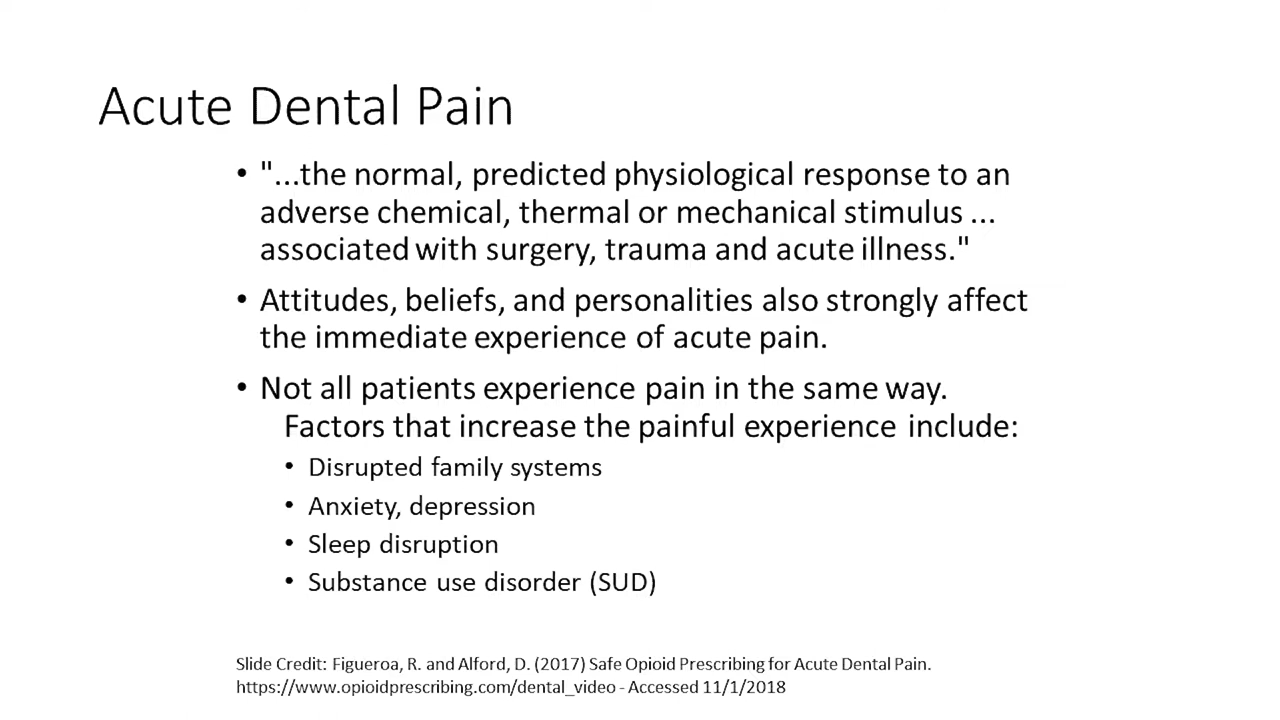 Acute Dental Pain
• "...the normal, predicted physiological response to an
adverse chemical, thermal or mechanical stimulus ...
associated with surgery, trauma and acute illness."
• Attitudes, beliefs, and personalities also strongly affect
the immediate experience of acute pain.
• Not all patients experience pain in the same way.
Factors that increase the painful experience include:
• Disrupted family systems
• Anxiety, depression
• Sleep disruption
• Substance use disorder (SUD)
Slide Credit: Figueroa, R. and Alford, D. (2017) Safe Opioid Prescribing for Acute Dental Pain.
https://www.opioidprescribing.com/dental_video - Accessed 11/1/2018